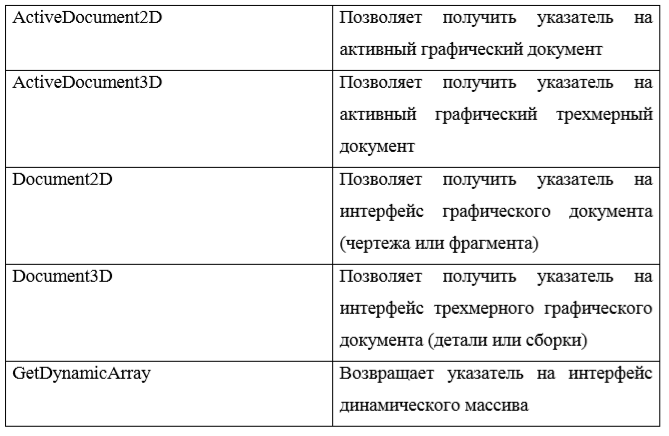 ActiveDocument2D
Позволяет получить указатель на
активный графический документ
ActiveDocument3D
Позволяет получить указатель на
активный графический трехмерный
документ
Document2D
Позволяет получить указатель на
интерфейс графического документа
(чертежа или фрагмента)
Document3D
Позволяет получить указатель на
интерфейс трехмерного графического
документа (детали или сборки)
GetDynamicArray
Возвращает указатель на интерфейс
динамического массива